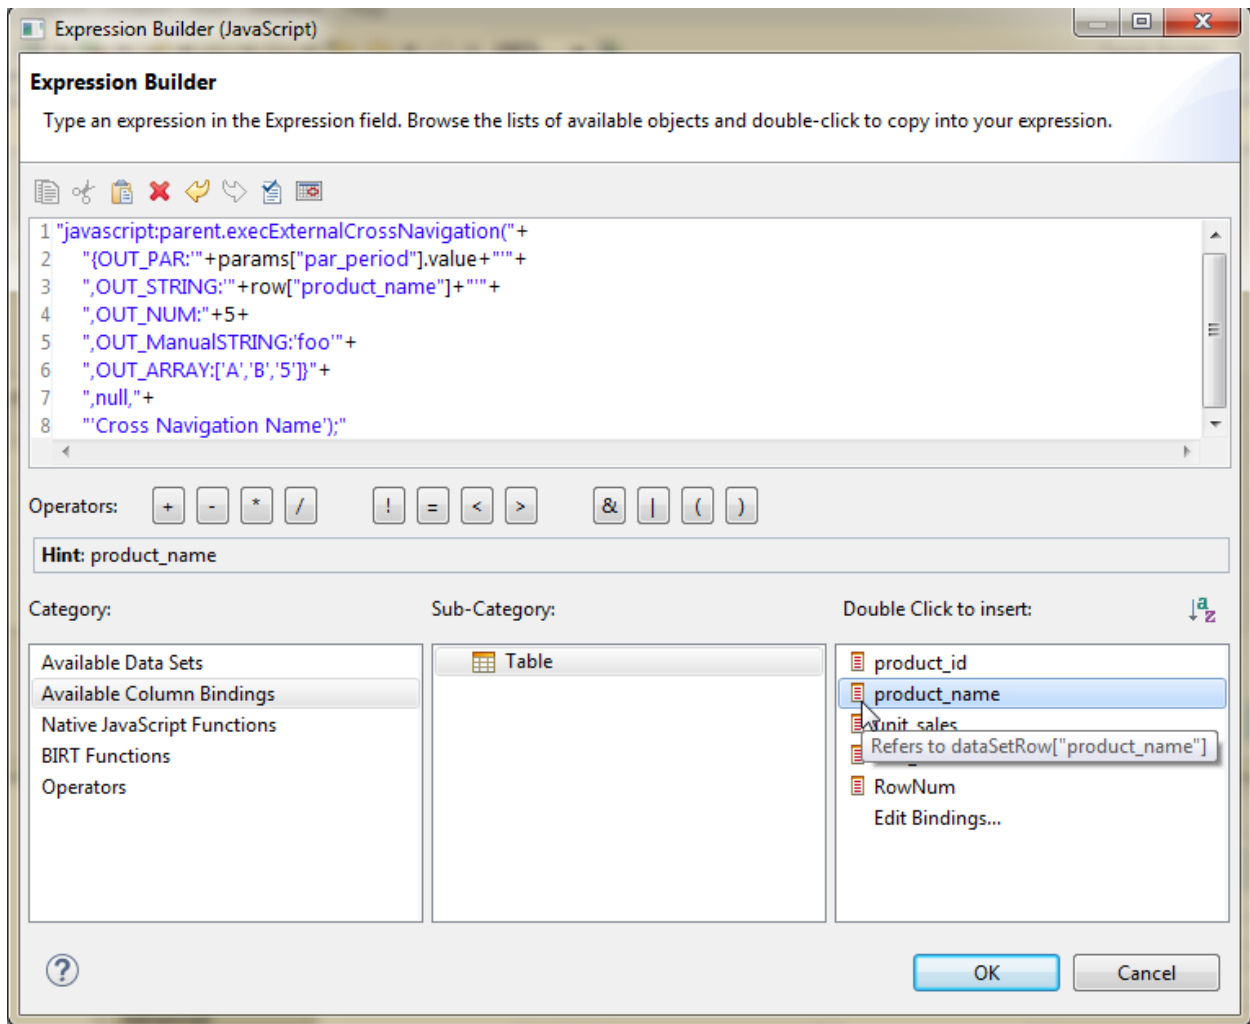 Expression Builder (JavaScript)
Expression Builder
Type an expression in the Expression field. Browse the lists of available objects and double-click to copy into your expression.
1 "javascript:parent.execExternalCrossNavigation("+
2 "{OUT_PAR:'"+params["par_period"].value+"'"+
3 ",OUT_STRING:'"+row["product_name"]+"'"+
4 ",OUT_NUM:"+5+
5 ",OUT_ManualSTRING:'foo'"+
6 ",OUT_ARRAY:['A','B','5']}"+
7 ",null,"+
8 "'Cross Navigation Name');"
Operators: + - * / ! = < > & | ( )
Hint: product_name
Category: Sub-Category: Double Click to insert:
Available Data Sets
Available Column Bindings
Native JavaScript Functions
BIRT Functions
Operators
Table
product_id
product_name
unit_sales
Refers to dataSetRow["product_name"]
RowNum
Edit Bindings...
OK Cancel